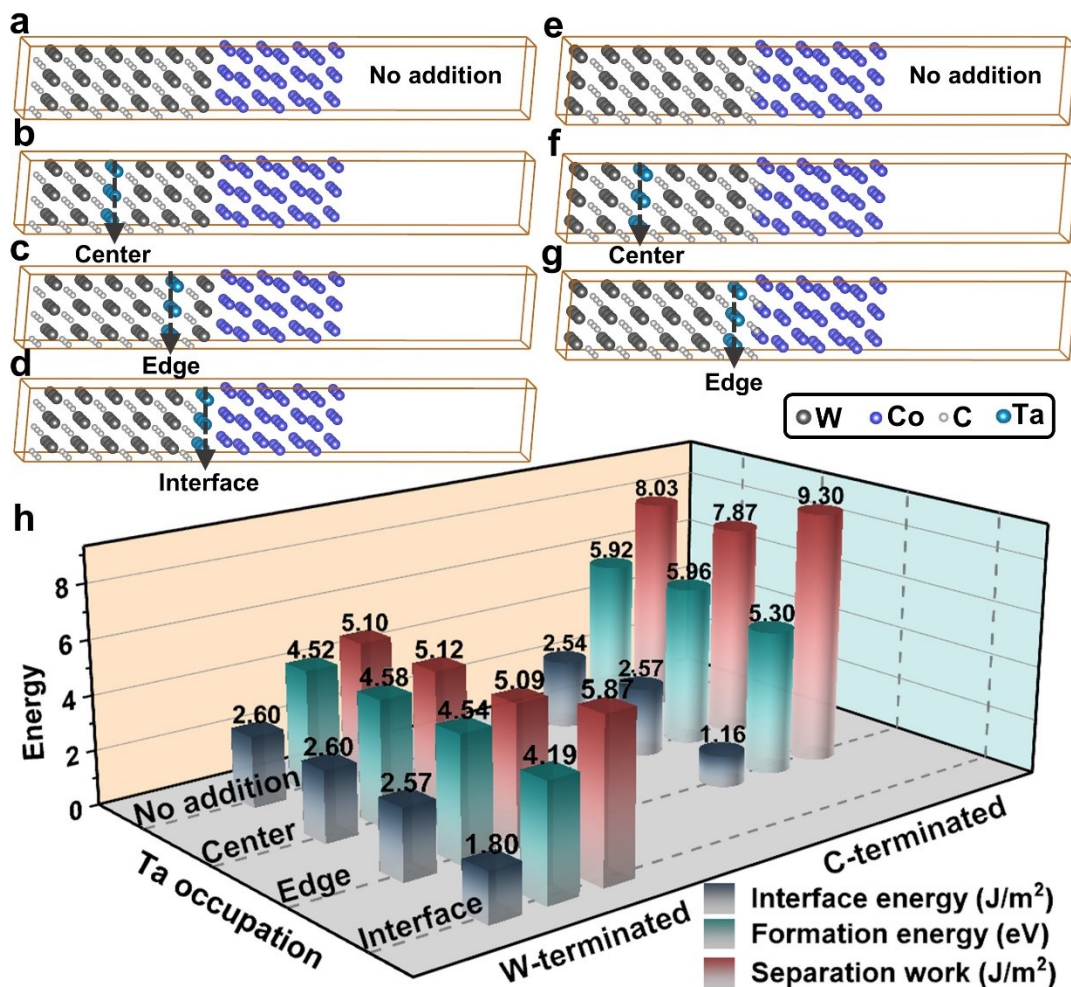 a
No addition
b
Center
c
Edge
d
Interface
e
No addition
f
Center
g
Edge
W Co C Ta
h
Energy
8
6
4
2
0
2.60
4.52
5.10
2.60
4.58
5.12
2.57
4.54
5.09
1.80
4.19
5.87
2.54
5.92
8.03
2.57
5.96
7.87
1.16
5.30
9.30
No addition
Center
Edge
Interface
Ta occupation
W-terminated
C-terminated
Interface energy (J/m²)
Formation energy (eV)
Separation work (J/m²)